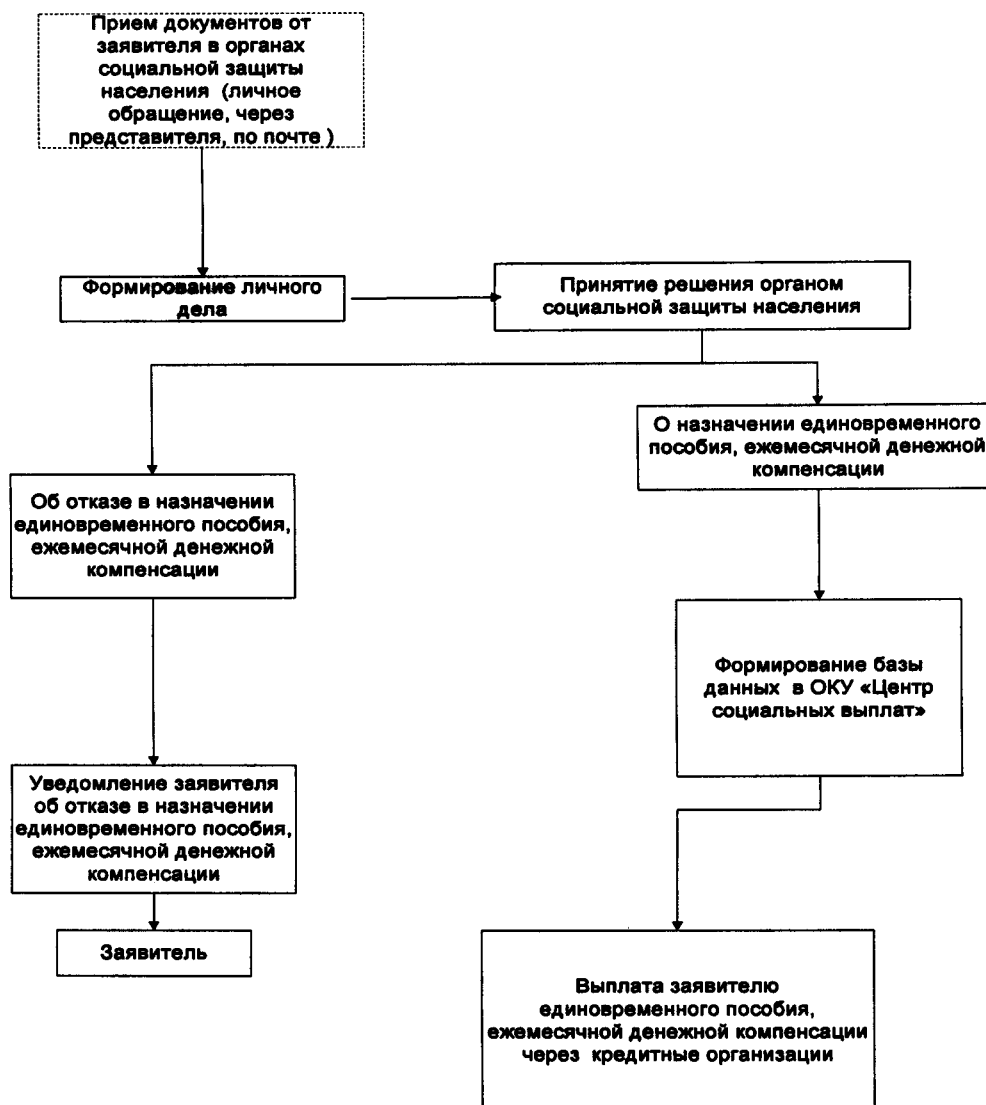 Прием документов от
заявителя в органах
социальной защиты
населения (личное
обращение, через
представителя, по почте )
Формирование личного
дела
Принятие решения органом
социальной защиты населения
О назначении единовременного
пособия, ежемесячной денежной
компенсации
Об отказе в назначении
единовременного пособия,
ежемесячной денежной
компенсации
Формирование базы
данных в ОКУ «Центр
социальных выплат»
Уведомление заявителя
об отказе в назначении
единовременного пособия,
ежемесячной денежной
компенсации
Заявитель
Выплата заявителю
единовременного пособия,
ежемесячной денежной компенсации
через кредитные организации